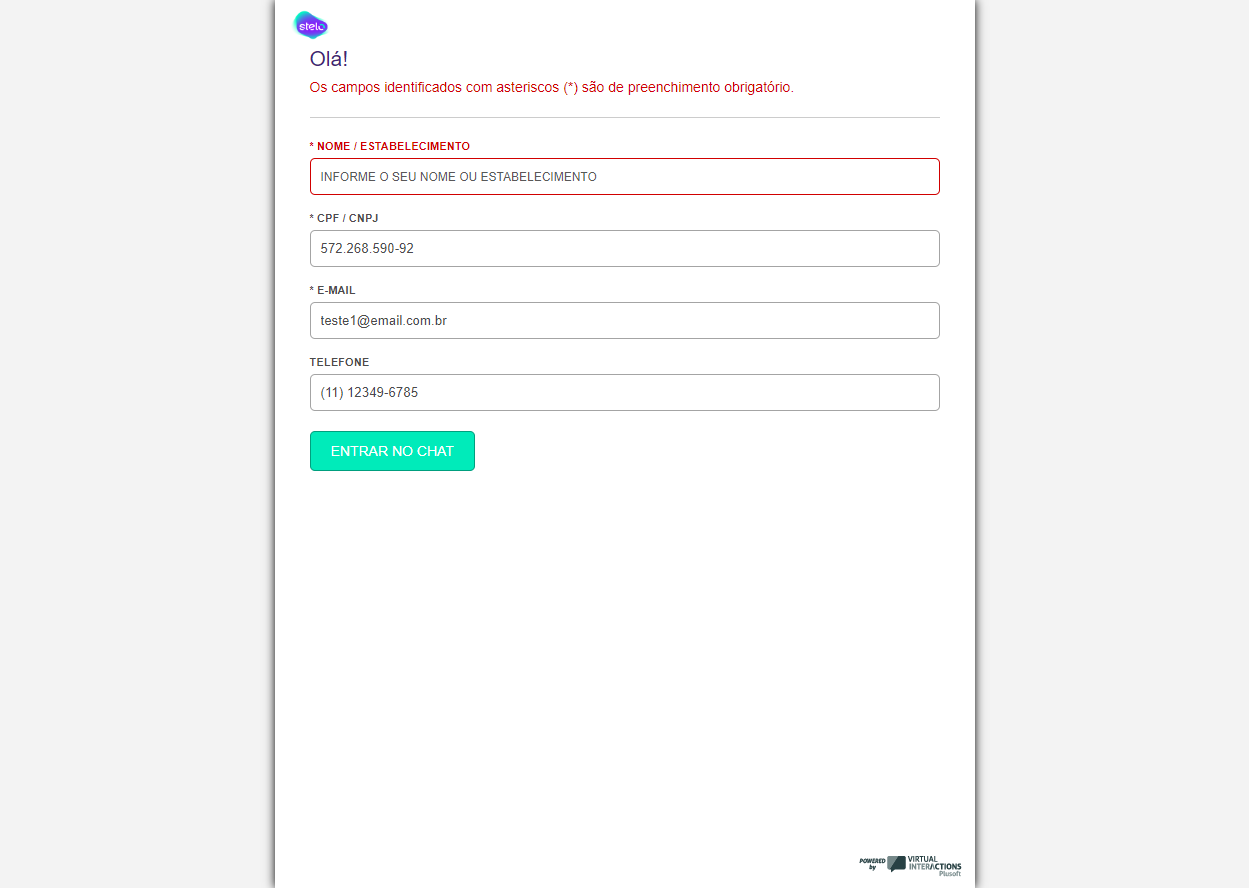 stelo
Olá!
Os campos identificados com asteriscos (*) são de preenchimento obrigatório.
* NOME / ESTABELECIMENTO
INFORME O SEU NOME OU ESTABELECIMENTO
* CPF / CNPJ
572.268.590-92
* E-MAIL
teste1@email.com.br
TELEFONE
(11) 12349-6785
ENTRAR NO CHAT
POWERED by
VIRTUAL
INTERACTIONS
Plusoft